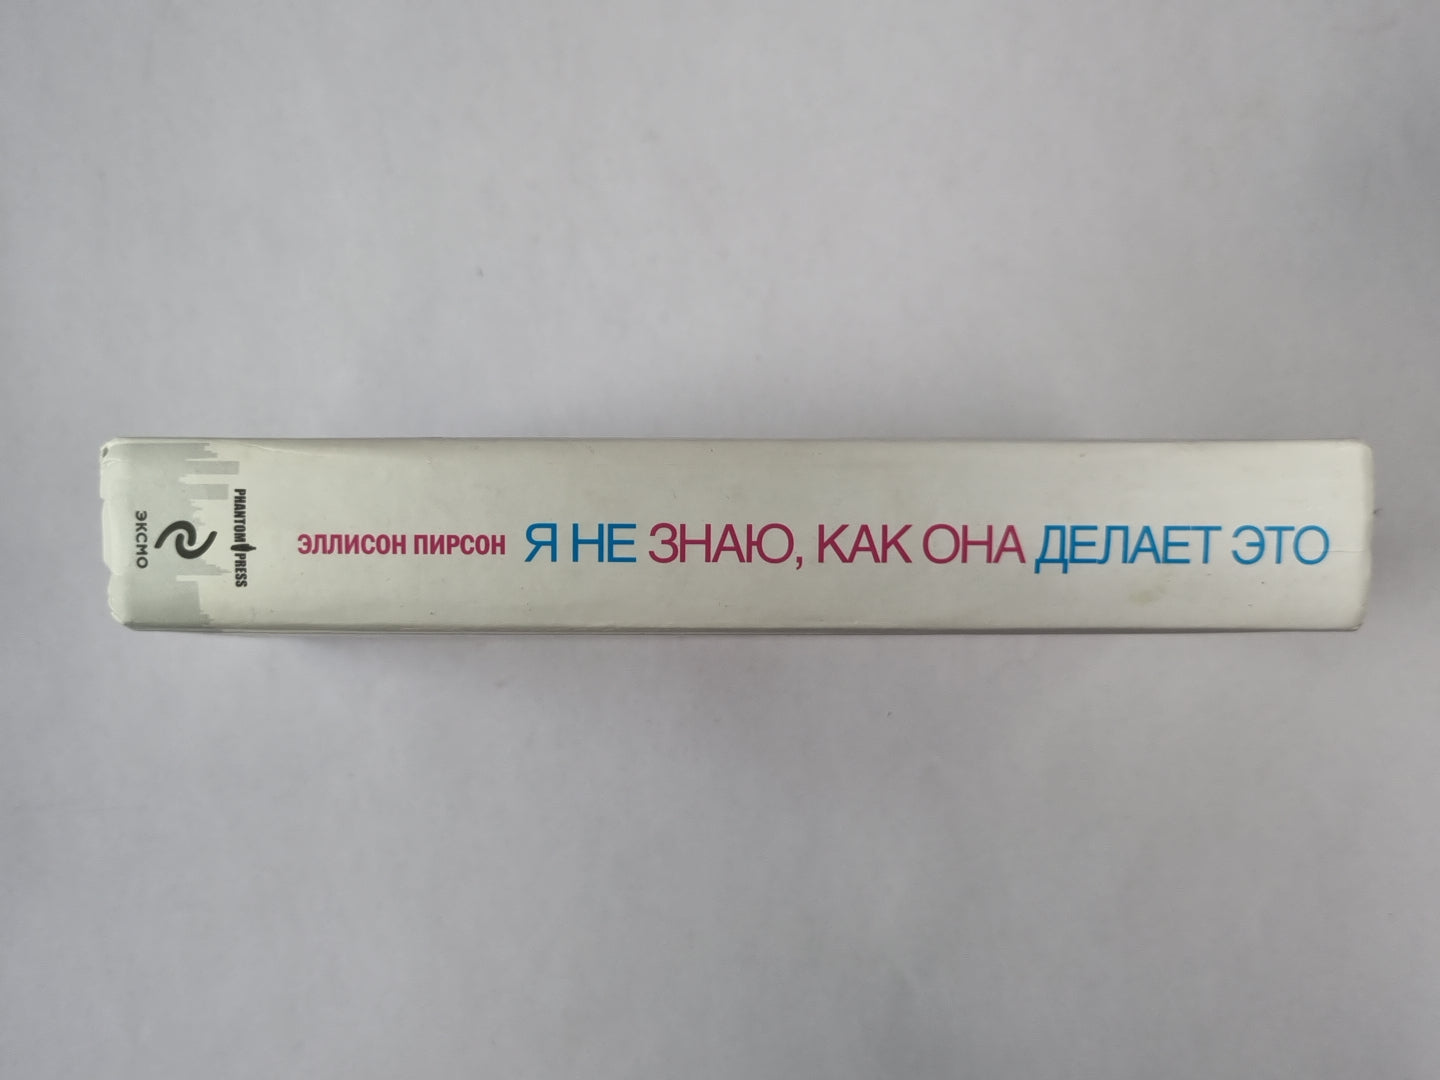 ЭКСМО
PHANTOM PRESS
ЭЛЛИСОН ПИРСОН Я НЕ ЗНАЮ, КАК ОНА ДЕЛАЕТ ЭТО